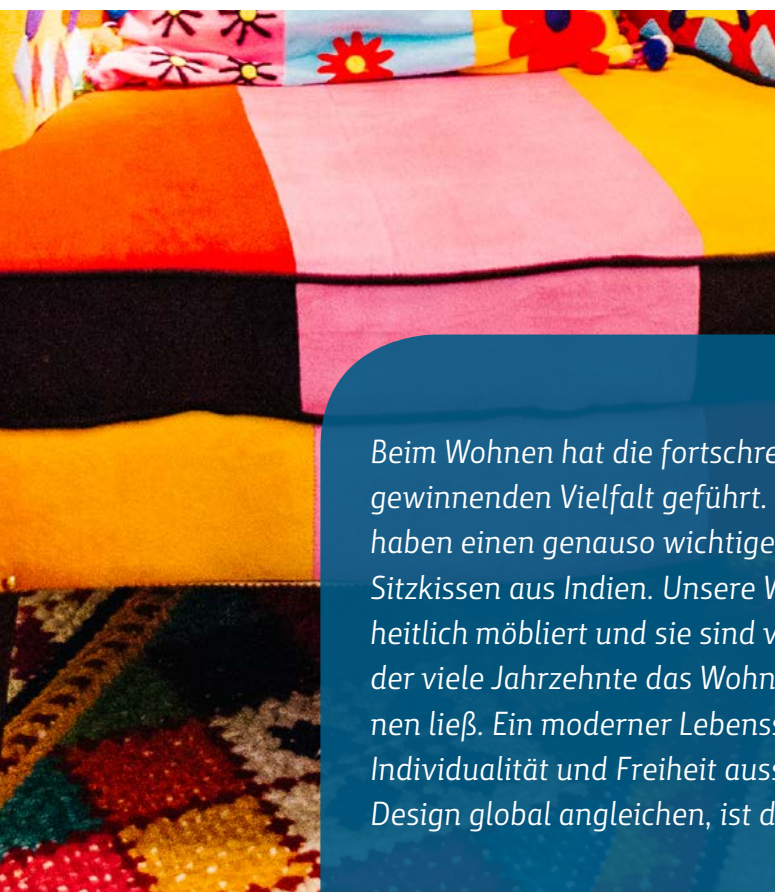 Beim Wohnen hat die fortschre
gewinnenden Vielfalt geführt.
haben einen genauso wichtige
Sitzkissen aus Indien. Unsere W
heitlich möbliert und sie sind v
der viele Jahrzehnte das Wohn
nen ließ. Ein moderner Lebenss
Individualität und Freiheit auss
Design global angleichen, ist d